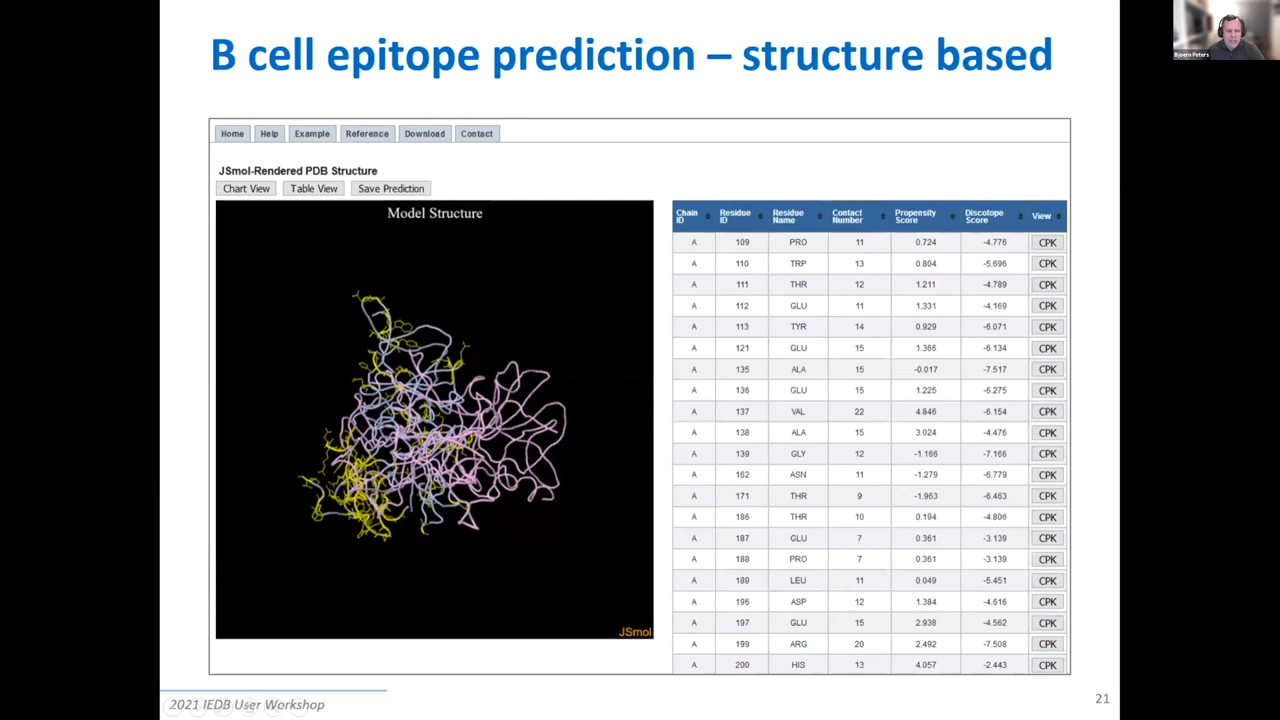 B cell epitope prediction – structure based
Bjoern Peters
Home Help Example Reference Download Contact
JSmol-Rendered PDB Structure
Chart View Table View Save Prediction
Model Structure
JSmol
Chain ID Residue ID Residue Name Contact Number Propensity Score Discotope Score View
A 109 PRO 11 0.724 -4.776 CPK
A 110 TRP 13 0.804 -5.696 CPK
A 111 THR 12 1.211 -4.789 CPK
A 112 GLU 11 1.331 -4.169 CPK
A 113 TYR 14 0.929 -6.071 CPK
A 121 GLU 15 1.366 -6.134 CPK
A 135 ALA 15 -0.017 -7.517 CPK
A 136 GLU 15 1.225 -6.275 CPK
A 137 VAL 22 4.846 -6.154 CPK
A 138 ALA 15 3.024 -4.476 CPK
A 139 GLY 12 -1.166 -7.166 CPK
A 162 ASN 11 -1.279 -6.779 CPK
A 171 THR 9 -1.963 -6.463 CPK
A 186 THR 10 0.194 -4.806 CPK
A 187 GLU 7 0.361 -3.139 CPK
A 188 PRO 7 0.361 -3.139 CPK
A 189 LEU 11 0.049 -5.451 CPK
A 196 ASP 12 1.384 -4.616 CPK
A 197 GLU 15 2.938 -4.562 CPK
A 199 ARG 20 2.492 -7.508 CPK
A 200 HIS 13 4.057 -2.443 CPK
2021 IEDB User Workshop
21